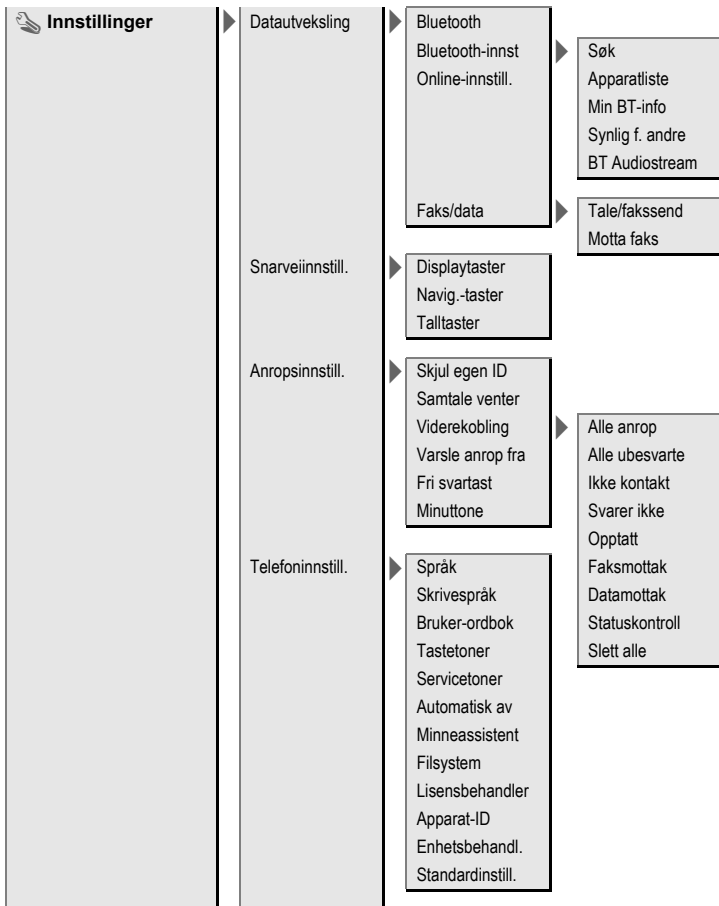 Innstillinger
Datautveksling
Bluetooth
Bluetooth-innst
Søk
Apparatliste
Min BT-info
Synlig f. andre
BT Audiostream
Online-innstill.
Faks/data
Tale/fakssend
Motta faks
Snarveiinnstill.
Displaytaster
Navig.-taster
Talltaster
Anropsinnstill.
Skjul egen ID
Samtale venter
Viderekobling
Alle anrop
Alle ubesvarte
Ikke kontakt
Svarer ikke
Opptatt
Faksmottak
Datamottak
Statuskontroll
Slett alle
Varsle anrop fra
Fri svartast
Minuttone
Telefoninnstill.
Språk
Skrivespråk
Bruker-ordbok
Tastetoner
Servicetoner
Automatisk av
Minneassistent
Filsystem
Lisensbehandler
Apparat-ID
Enhetsbehandl.
Standardinstill.